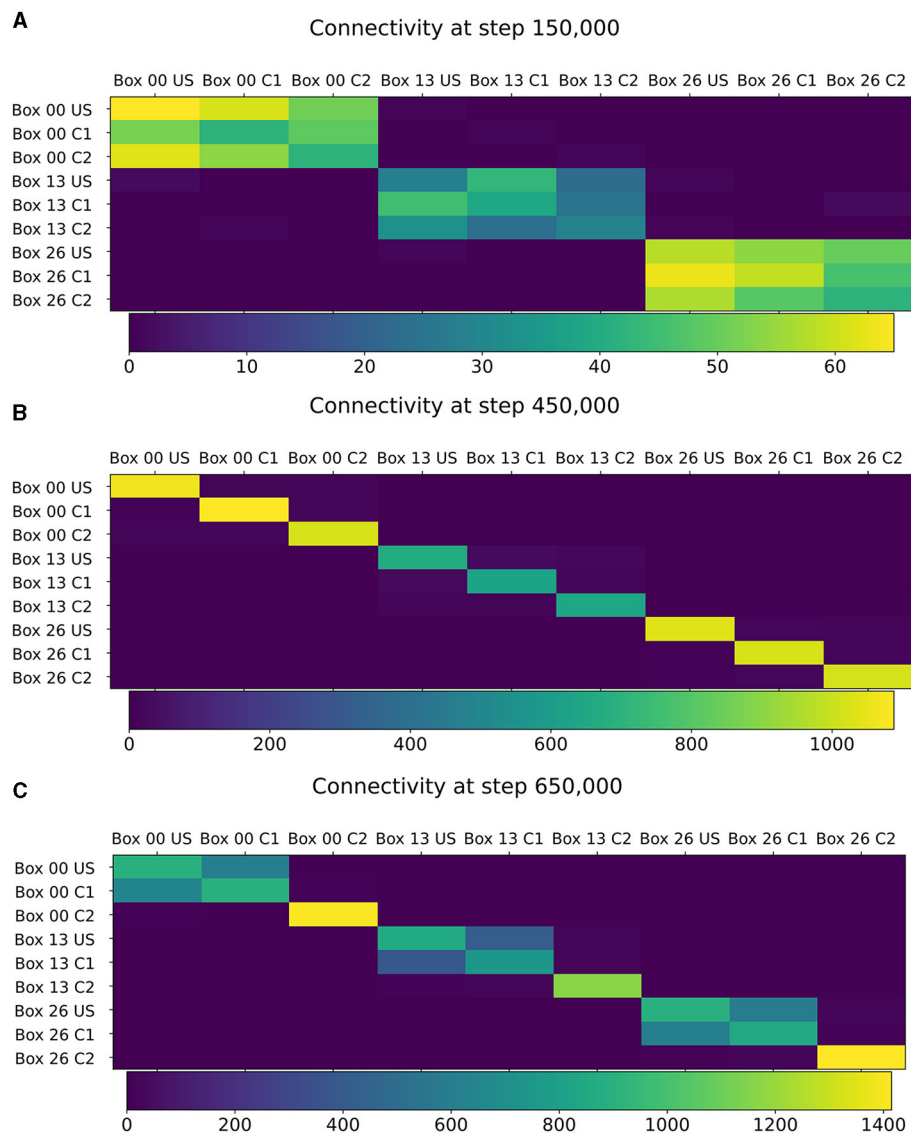 A
Connectivity at step 150,000
Box 00 US Box 00 C1 Box 00 C2 Box 13 US Box 13 C1 Box 13 C2 Box 26 US Box 26 C1 Box 26 C2
Box 00 US
Box 00 C1
Box 00 C2
Box 13 US
Box 13 C1
Box 13 C2
Box 26 US
Box 26 C1
Box 26 C2
0 10 20 30 40 50 60
B
Connectivity at step 450,000
Box 00 US Box 00 C1 Box 00 C2 Box 13 US Box 13 C1 Box 13 C2 Box 26 US Box 26 C1 Box 26 C2
Box 00 US
Box 00 C1
Box 00 C2
Box 13 US
Box 13 C1
Box 13 C2
Box 26 US
Box 26 C1
Box 26 C2
0 200 400 600 800 1000
C
Connectivity at step 650,000
Box 00 US Box 00 C1 Box 00 C2 Box 13 US Box 13 C1 Box 13 C2 Box 26 US Box 26 C1 Box 26 C2
Box 00 US
Box 00 C1
Box 00 C2
Box 13 US
Box 13 C1
Box 13 C2
Box 26 US
Box 26 C1
Box 26 C2
0 200 400 600 800 1000 1200 1400